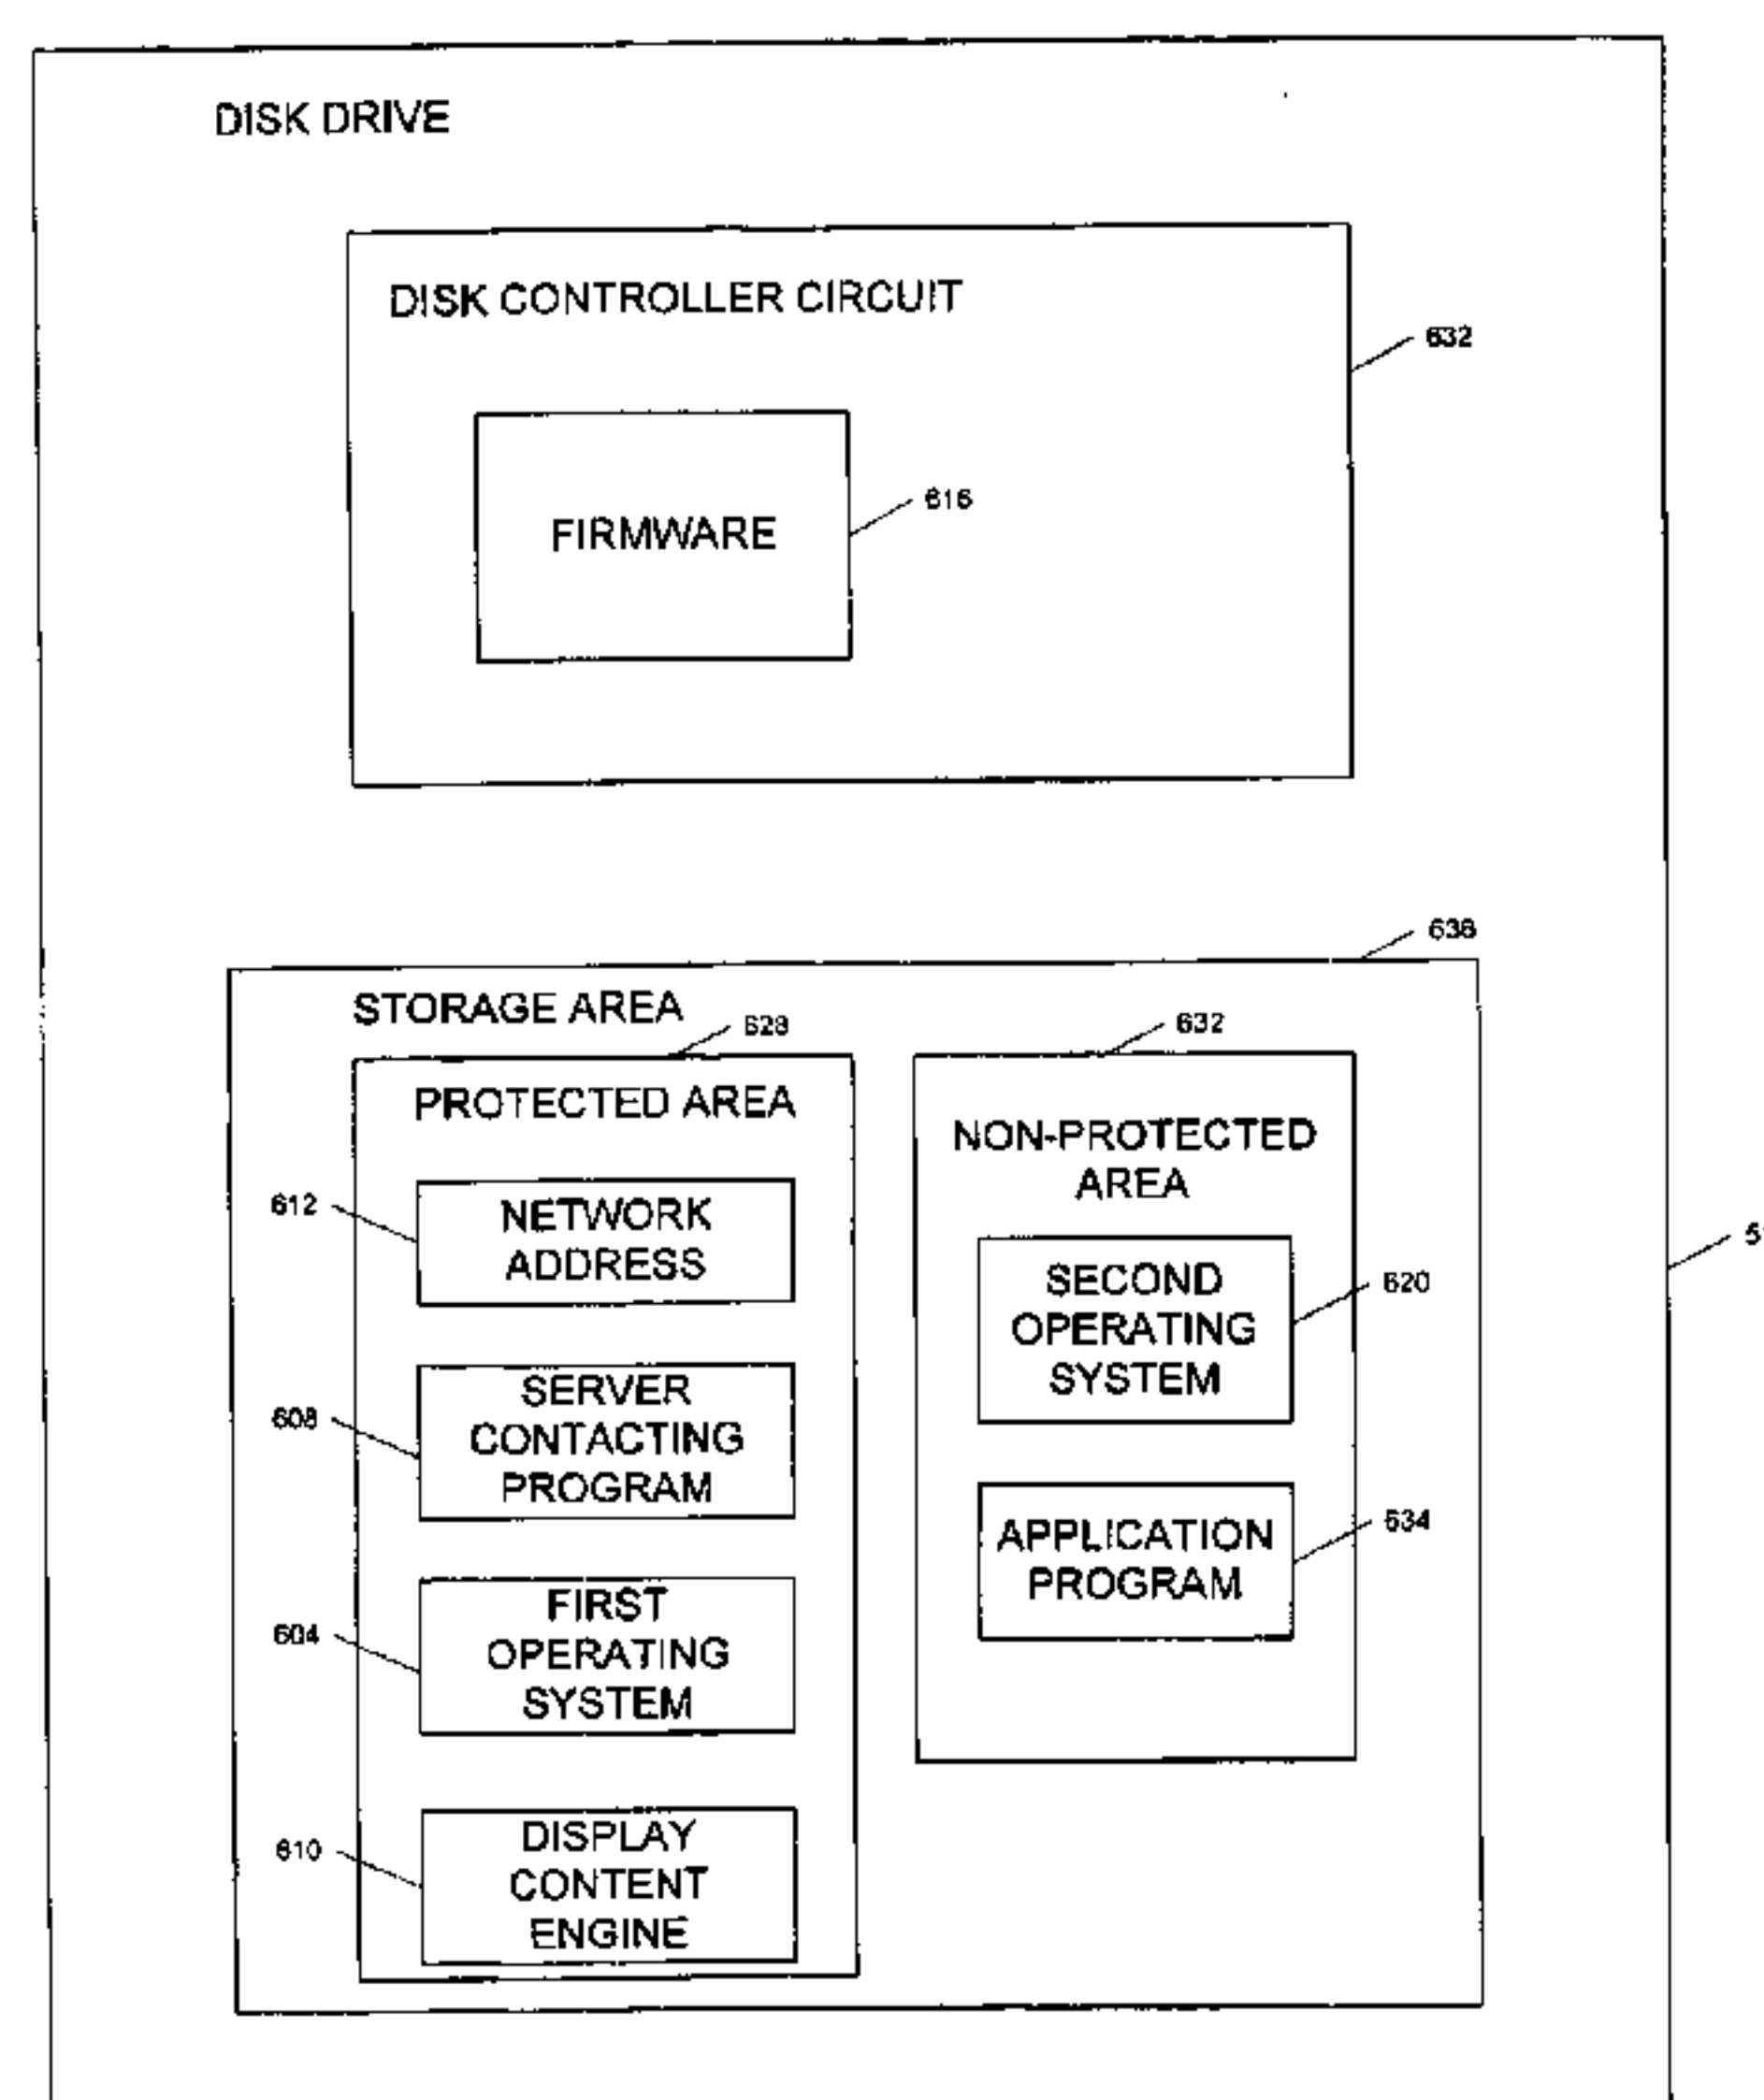 DISK DRIVE
DISK CONTROLLER CIRCUIT
632
FIRMWARE
616
638
STORAGE AREA
628
632
PROTECTED AREA
NON-PROTECTED
AREA
612
NETWORK
ADDRESS
SECOND
OPERATING
SYSTEM
620
608
SERVER
CONTACTING
PROGRAM
APPLICATION
PROGRAM
634
604
FIRST
OPERATING
SYSTEM
610
DISPLAY
CONTENT
ENGINE